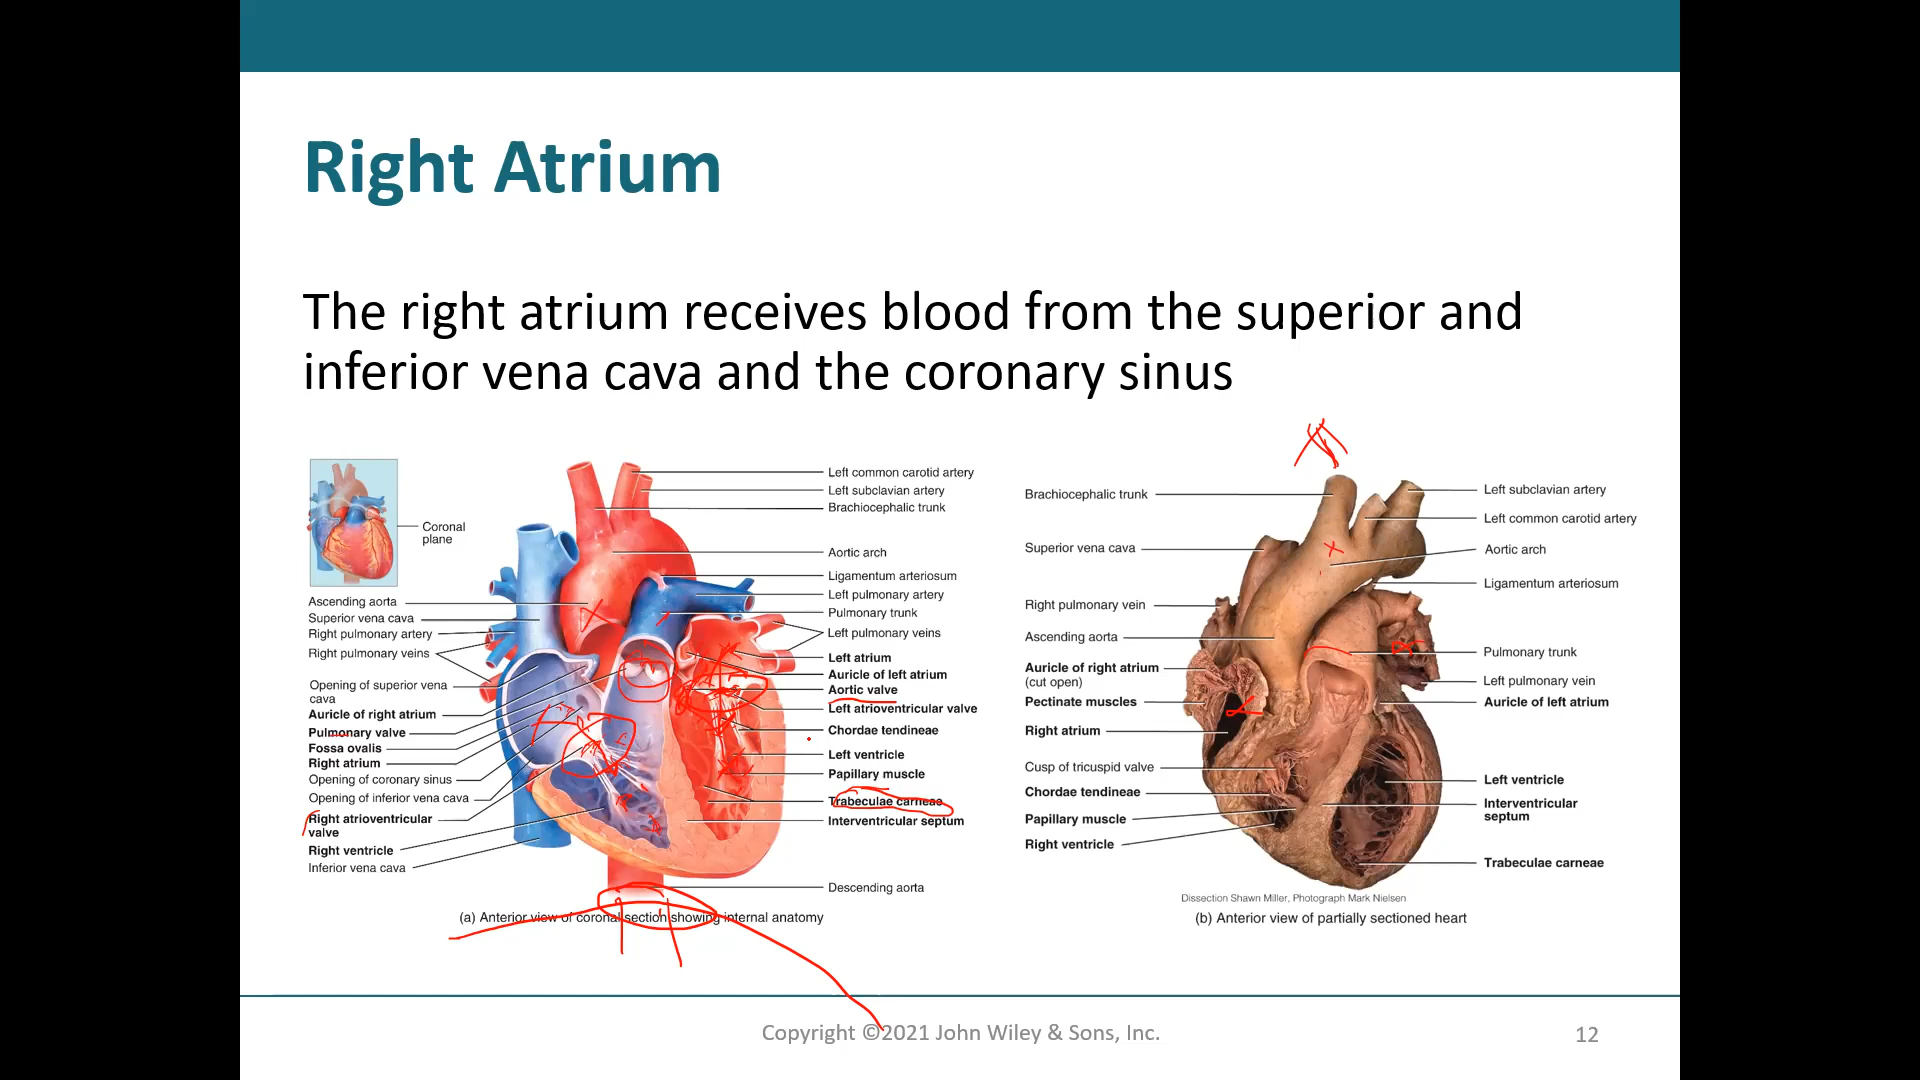 Right Atrium
The right atrium receives blood from the superior and
inferior vena cava and the coronary sinus
Coronal
plane
Ascending aorta
Superior vena cava
Right pulmonary artery
Right pulmonary veins
Opening of superior vena
cava
Auricle of right atrium
Pulmonary valve
Fossa ovalis
Right atrium
Opening of coronary sinus
Opening of inferior vena cava
Right atrioventricular
valve
Right ventricle
Inferior vena cava
Left common carotid artery
Left subclavian artery
Brachiocephalic trunk
Aortic arch
Ligamentum arteriosum
Left pulmonary artery
Pulmonary trunk
Left pulmonary veins
Left atrium
Auricle of left atrium
Aortic valve
Left atrioventricular valve
Chordae tendineae
Left ventricle
Papillary muscle
Trabeculae carneae
Interventricular septum
Descending aorta
(a) Anterior view of coronal section showing internal anatomy
Brachiocephalic trunk
Superior vena cava
Right pulmonary vein
Ascending aorta
Auricle of right atrium
(cut open)
Pectinate muscles
Right atrium
Cusp of tricuspid valve
Chordae tendineae
Papillary muscle
Right ventricle
Left subclavian artery
Left common carotid artery
Aortic arch
Ligamentum arteriosum
Pulmonary trunk
Left pulmonary vein
Auricle of left atrium
Left ventricle
Interventricular
septum
Trabeculae carneae
Dissection Shawn Miller, Photograph Mark Nielsen
(b) Anterior view of partially sectioned heart
Copyright ©2021 John Wiley & Sons, Inc.
12